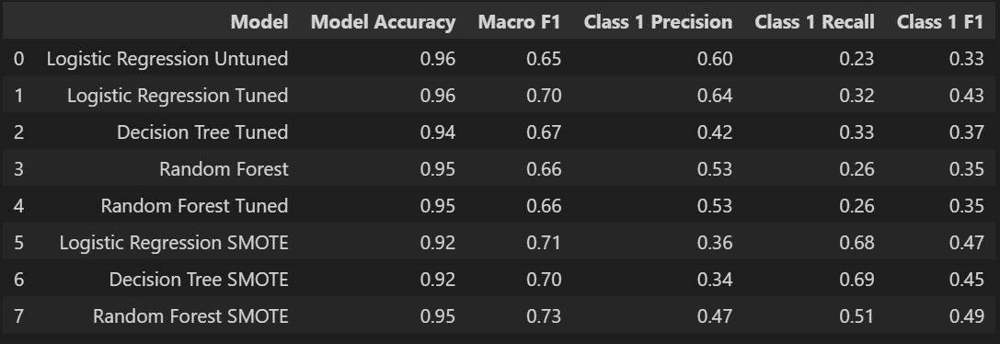 Model Model Accuracy Macro F1 Class 1 Precision Class 1 Recall Class 1 F1
0 Logistic Regression Untuned 0.96 0.65 0.60 0.23 0.33
1 Logistic Regression Tuned 0.96 0.70 0.64 0.32 0.43
2 Decision Tree Tuned 0.94 0.67 0.42 0.33 0.37
3 Random Forest 0.95 0.66 0.53 0.26 0.35
4 Random Forest Tuned 0.95 0.66 0.53 0.26 0.35
5 Logistic Regression SMOTE 0.92 0.71 0.36 0.68 0.47
6 Decision Tree SMOTE 0.92 0.70 0.34 0.69 0.45
7 Random Forest SMOTE 0.95 0.73 0.47 0.51 0.49